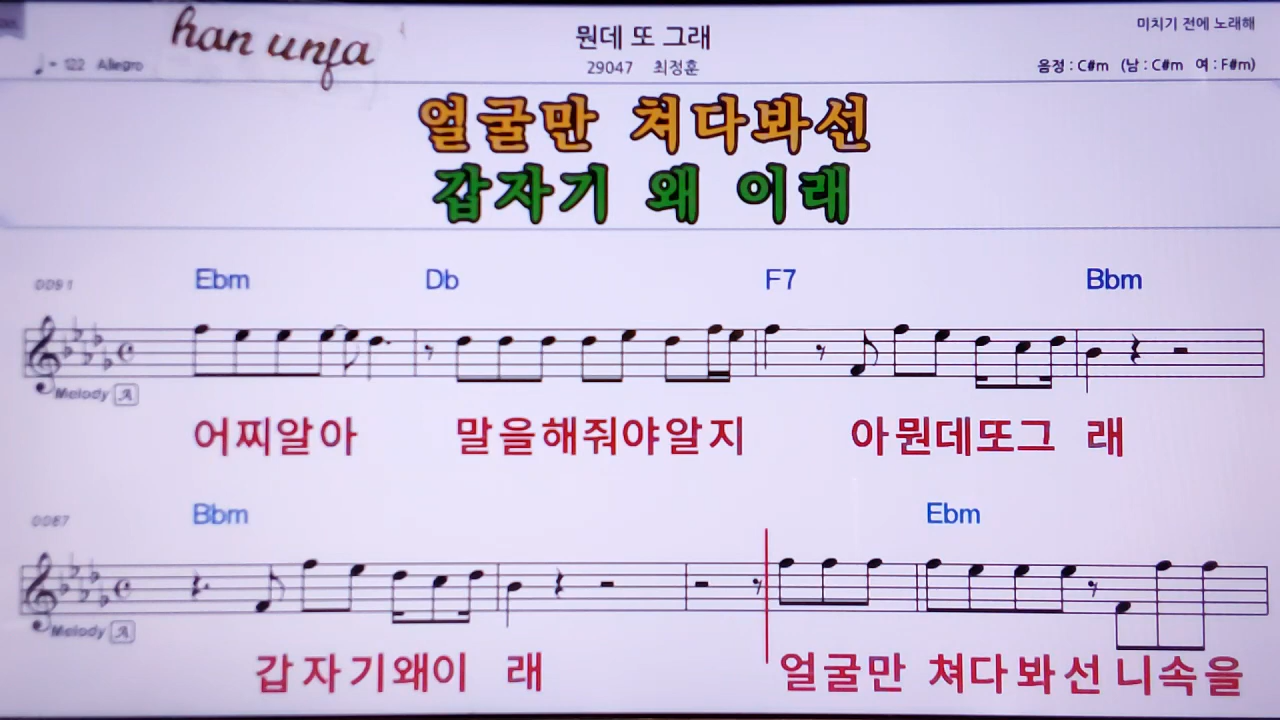 han unja
뭔데 또 그래
미치기 전에 노래해
♩= 122 Allegro
29047 최정훈
음정 : C#m (남 : C#m 여 : F#m)
얼굴만 쳐다봐선
갑자기 왜 이래
Ebm Db F7 Bbm
Melody A
어찌알아 말을해줘야알지 아뭔데또그 래
Bbm Ebm
Melody A
갑자기왜이 래 얼굴만 쳐다봐선 니속을